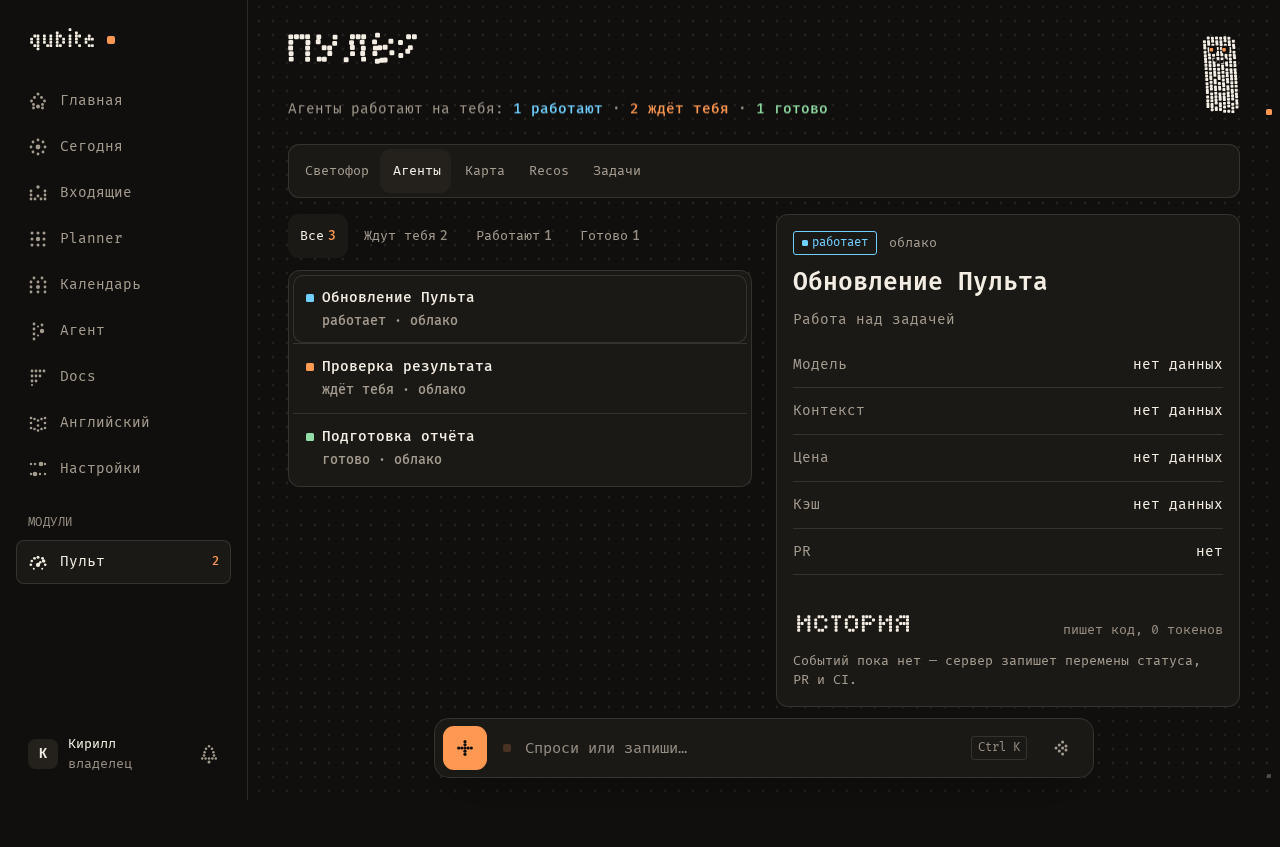 qubite
Главная
Сегодня
Входящие
Planner
Календарь
Агент
Docs
Английский
Настройки
МОДУЛИ
Пульт 2
К
Кирилл
владелец
Агенты работают на тебя: 1 работают · 2 ждёт тебя · 1 готово
Светофор Агенты Карта Recos Задачи
Все 3 Ждут тебя 2 Работают 1 Готово 1
Обновление Пульта
работает · облако
Проверка результата
ждёт тебя · облако
Подготовка отчёта
готово · облако
работает облако
Обновление Пульта
Работа над задачей
Модель нет данных
Контекст нет данных
Цена нет данных
Кэш нет данных
PR нет
ИСТОРИЯ пишет код, 0 токенов
Событий пока нет — сервер запишет перемены статуса,
PR и CI.
Спроси или запиши… Ctrl K